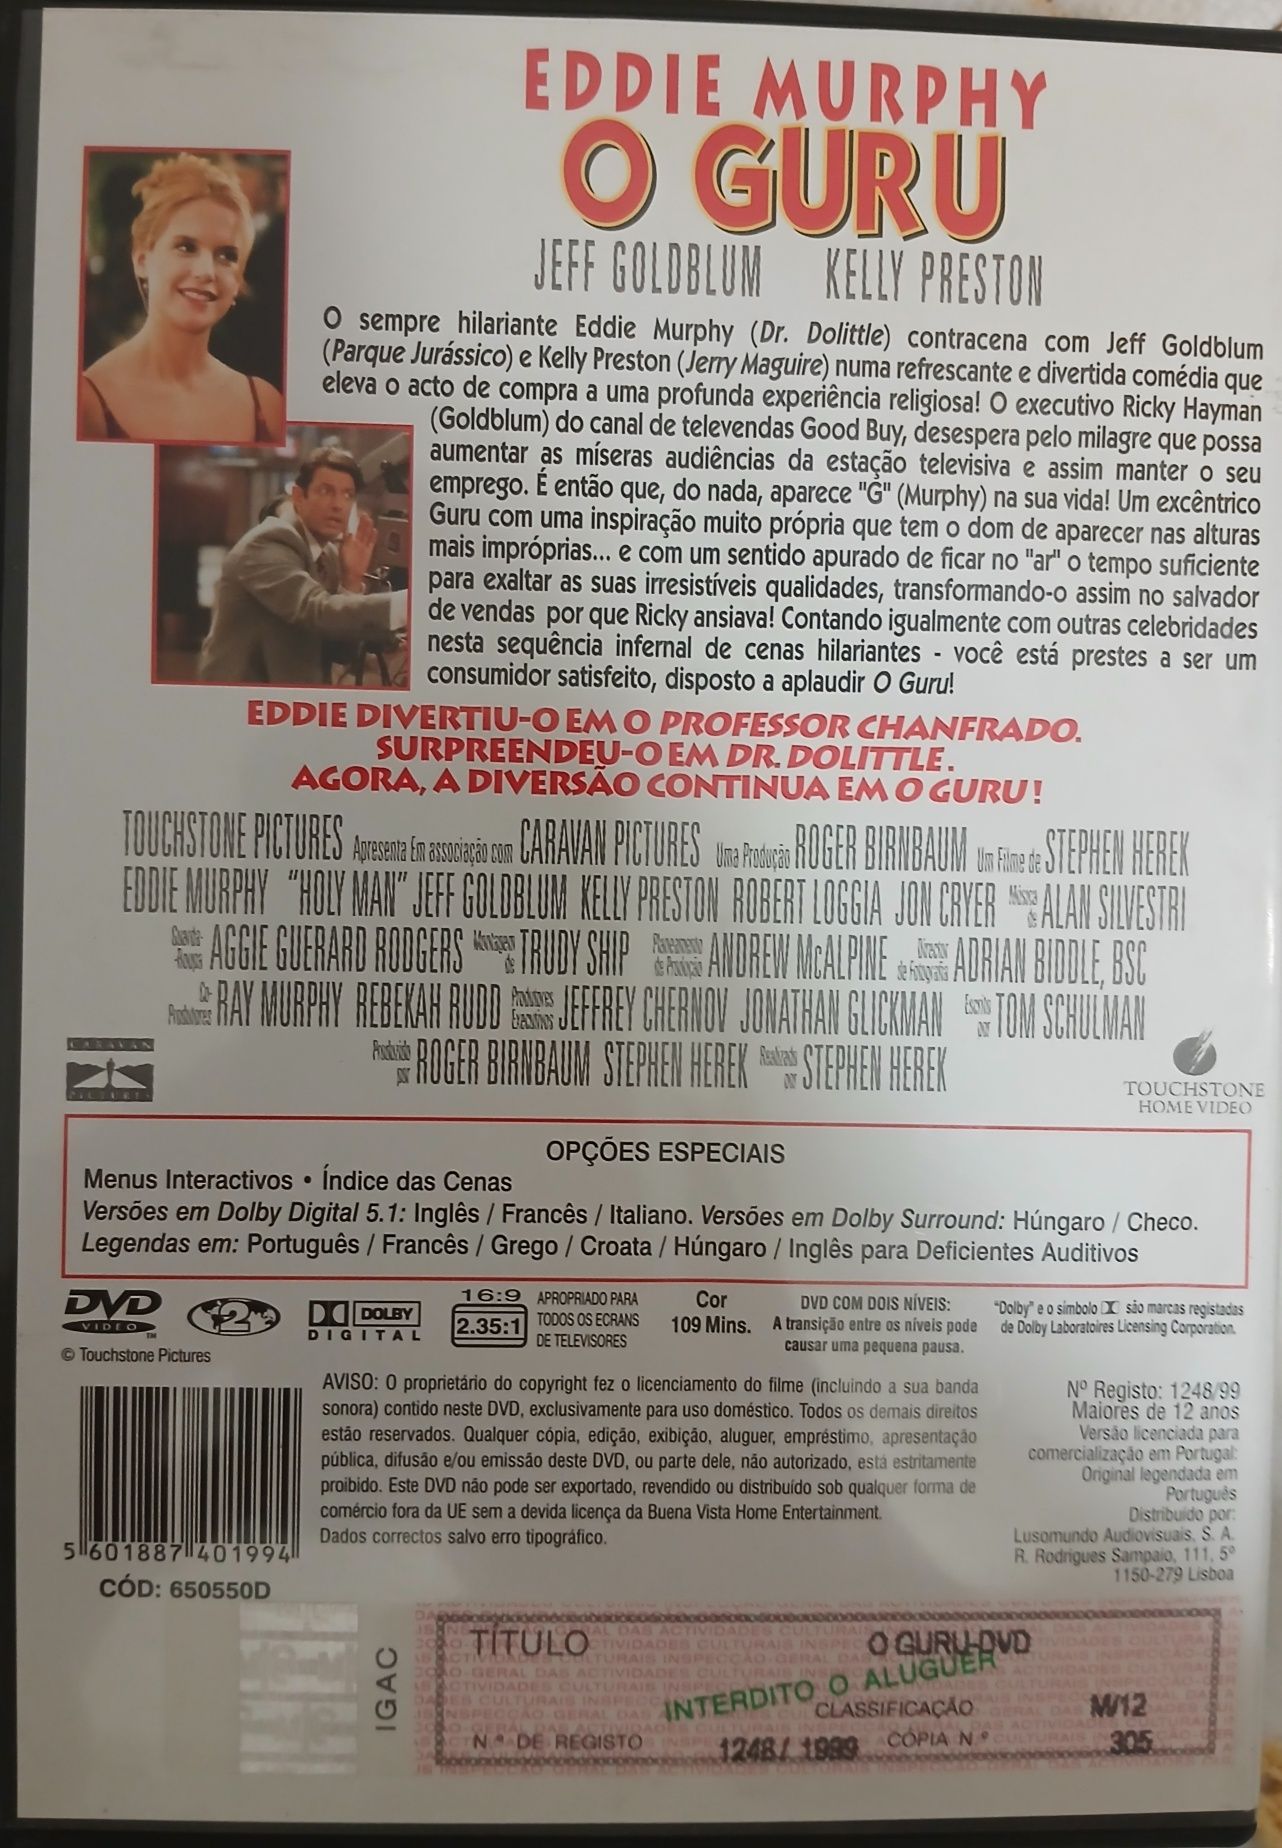 EDDIE MURPHY
O GURU
JEFF GOLDBLUM KELLY PRESTON
O sempre hilariante Eddie Murphy (Dr. Dolittle) contracena com Jeff Goldblum
(Parque Jurássico) e Kelly Preston (Jerry Maguire) numa refrescante e divertida comédia que
eleva o acto de compra a uma profunda experiência religiosa! O executivo Ricky Hayman
(Goldblum) do canal de televendas Good Buy, desespera pelo milagre que possa
aumentar as míseras audiências da estação televisiva e assim manter o seu
emprego. É então que, do nada, aparece "G" (Murphy) na sua vida! Um excêntrico
Guru com uma inspiração muito própria que tem o dom de aparecer nas alturas
mais impróprias... e com um sentido apurado de ficar no "ar" o tempo suficiente
para exaltar as suas irresistíveis qualidades, transformando-o assim no salvador
de vendas por que Ricky ansiava! Contando igualmente com outras celebridades
nesta sequência infernal de cenas hilariantes - você está prestes a ser um
consumidor satisfeito, disposto a aplaudir O Guru!
EDDIE DIVERTIU-O EM O PROFESSOR CHANFRADO.
SURPREENDEU-O EM DR. DOLITTLE.
AGORA, A DIVERSÃO CONTINUA EM O GURU!
TOUCHSTONE PICTURES Apresenta Em associação com CARAVAN PICTURES Uma Produção ROGER BIRNBAUM Um Filme de STEPHEN HEREK
EDDIE MURPHY "HOLY MAN" JEFF GOLDBLUM KELLY PRESTON ROBERT LOGGIA JON CRYER Música de ALAN SILVESTRI
Guarda-Roupa AGGIE GUERARD RODGERS Montagem de TRUDY SHIP Planeamento de Produção ANDREW McALPINE Director de Fotografia ADRIAN BIDDLE, BSC
Co-Produtores RAY MURPHY REBEKAH RUDD Produtores Executivos JEFFREY CHERNOV JONATHAN GLICKMAN Escrito por TOM SCHULMAN
Produzido por ROGER BIRNBAUM STEPHEN HEREK Realizado por STEPHEN HEREK
CARAVAN
PICTURES
TOUCHSTONE
HOME VIDEO
OPÇÕES ESPECIAIS
Menus Interactivos • Índice das Cenas
Versões em Dolby Digital 5.1: Inglês / Francês / Italiano. Versões em Dolby Surround: Húngaro / Checo.
Legendas em: Português / Francês / Grego / Croata / Húngaro / Inglês para Deficientes Auditivos
DVD
VIDEO
TM
2
DOLBY
DIGITAL
16:9
2.35:1
APROPRIADO PARA
TODOS OS ECRANS
DE TELEVISORES
Cor
109 Mins.
DVD COM DOIS NÍVEIS:
A transição entre os níveis pode
causar uma pequena pausa.
"Dolby" e o símbolo são marcas registadas
de Dolby Laboratoires Licensing Corporation.
© Touchstone Pictures
AVISO: O proprietário do copyright fez o licenciamento do filme (incluindo a sua banda
sonora) contido neste DVD, exclusivamente para uso doméstico. Todos os demais direitos
estão reservados. Qualquer cópia, edição, exibição, aluguer, empréstimo, apresentação
pública, difusão e/ou emissão deste DVD, ou parte dele, não autorizado, está estritamente
proibido. Este DVD não pode ser exportado, revendido ou distribuído sob qualquer forma de
comércio fora da UE sem a devida licença da Buena Vista Home Entertainment.
Dados correctos salvo erro tipográfico.
Nº Registo: 1248/99
Maiores de 12 anos
Versão licenciada para
comercialização em Portugal:
Original legendada em
Português
Distribuído por:
Lusomundo Audiovisuais, S. A.
R. Rodrigues Sampaio, 111, 5º
1150-279 Lisboa
5 601887 401994
CÓD: 650550D
IGAC
TÍTULO O GURU-DVD
INTERDITO O ALUGUER
CLASSIFICAÇÃO M/12
N.º DE REGISTO 1248 / 1999 CÓPIA N.º 305